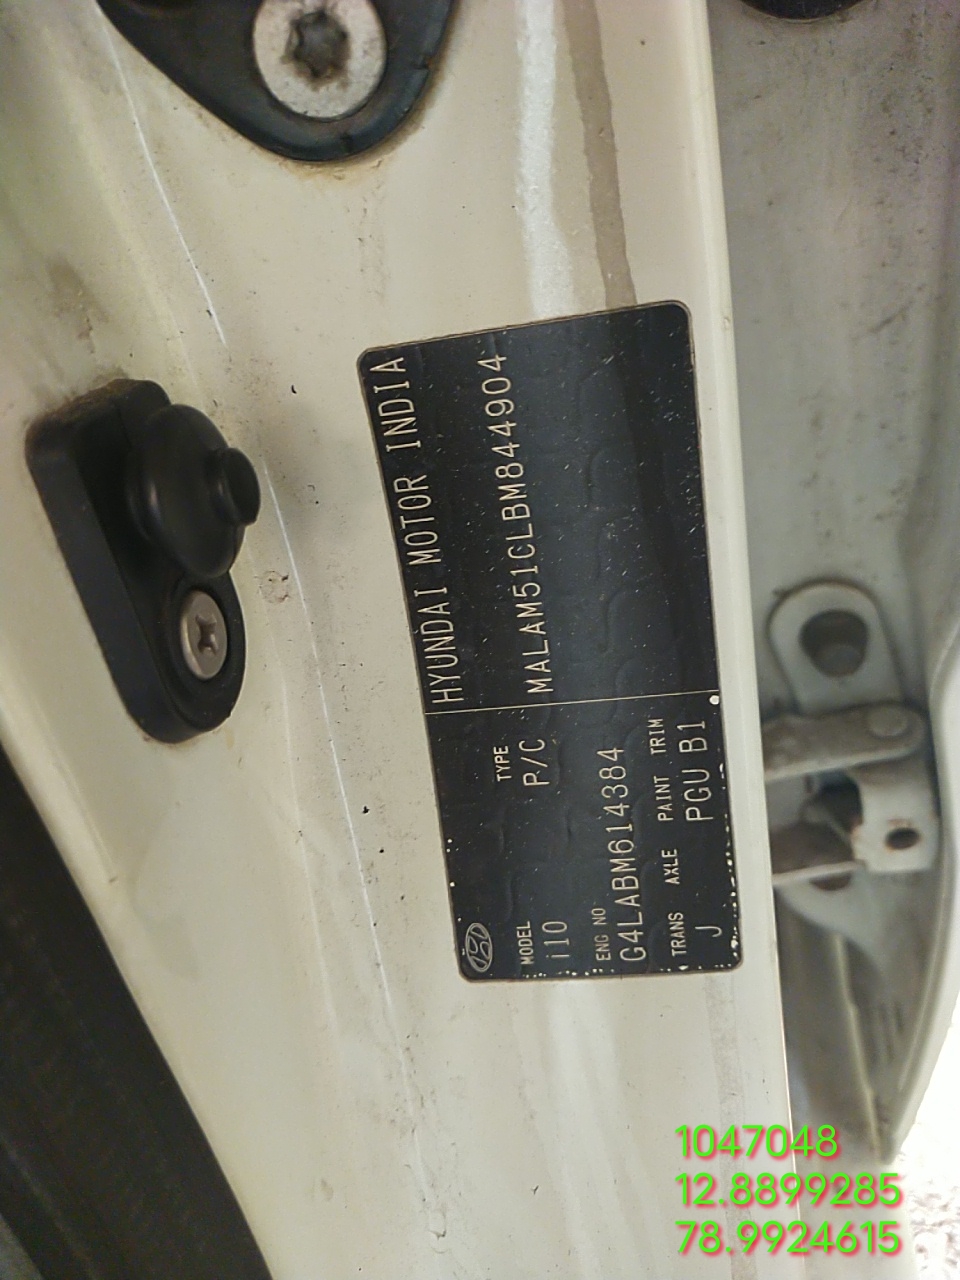 HYUNDAI MOTOR INDIA
MALAM51CLBM844904
MODEL TYPE
i10 P/C
ENG NO
G4LABM614384
TRANS AXLE PAINT TRIM
J PGU B1
1047048
12.8899285
78.9924615